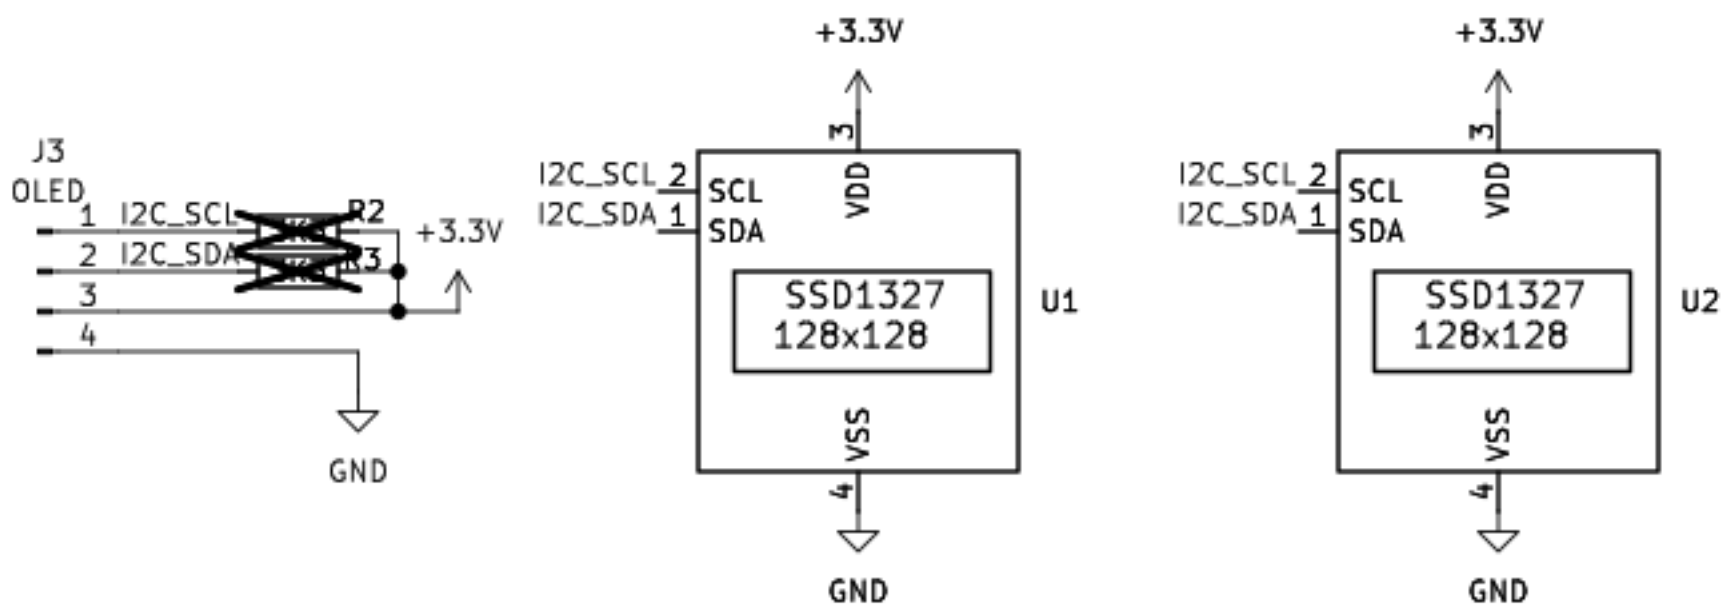 J3
OLED
1 I2C_SCL R2
2 I2C_SDA R3
3
4
+3.3V
GND
+3.3V
3
I2C_SCL 2 SCL
I2C_SDA 1 SDA
VDD
SSD1327
128x128
U1
VSS
4
GND
+3.3V
3
I2C_SCL 2 SCL
I2C_SDA 1 SDA
VDD
SSD1327
128x128
U2
VSS
4
GND